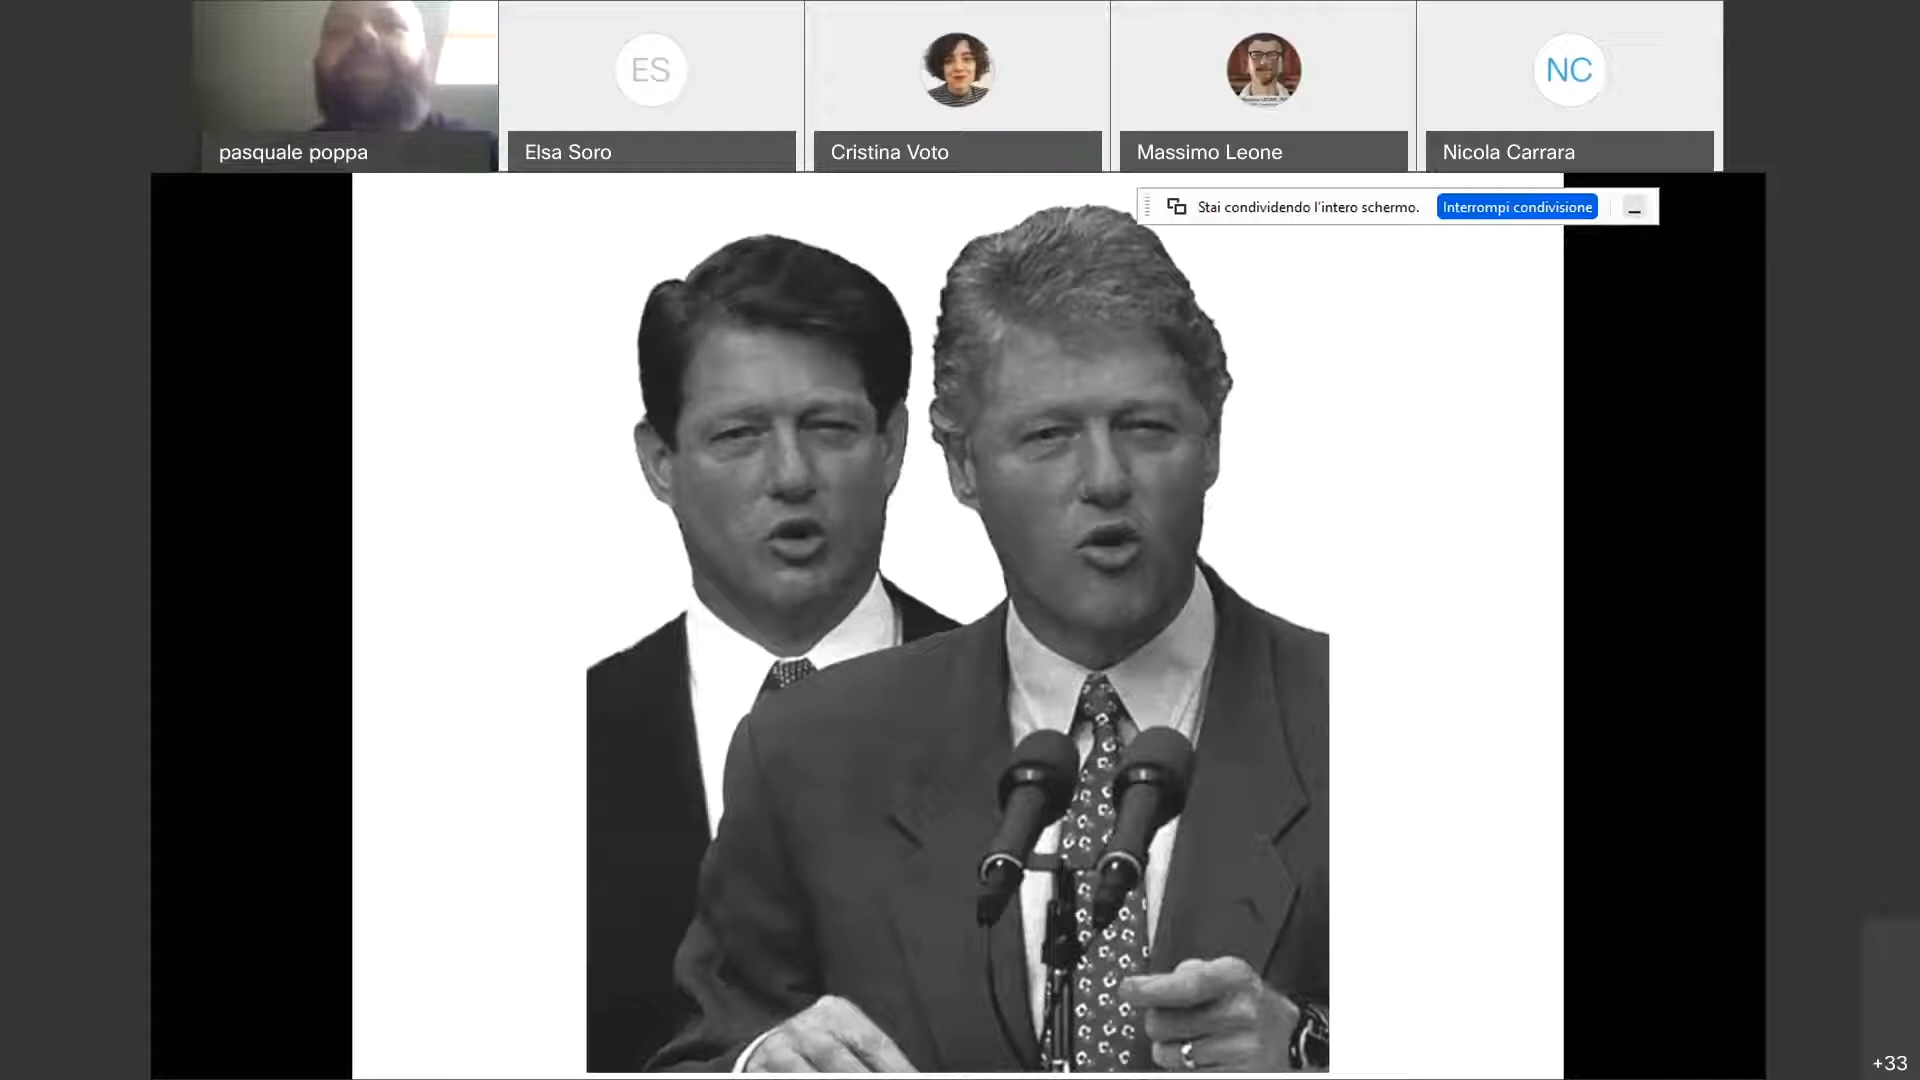 pasquale poppa
ES
Elsa Soro
Cristina Voto
Massimo Leone
NC
Nicola Carrara
Stai condividendo l'intero schermo.
Interrompi condivisione
+33